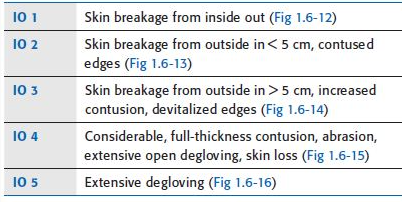 IO 1 Skin breakage from inside out (Fig 1.6-12)
IO 2 Skin breakage from outside in < 5 cm, contused
edges (Fig 1.6-13)
IO 3 Skin breakage from outside in > 5 cm, increased
contusion, devitalized edges (Fig 1.6-14)
IO 4 Considerable, full-thickness contusion, abrasion,
extensive open degloving, skin loss (Fig 1.6-15)
IO 5 Extensive degloving (Fig 1.6-16)